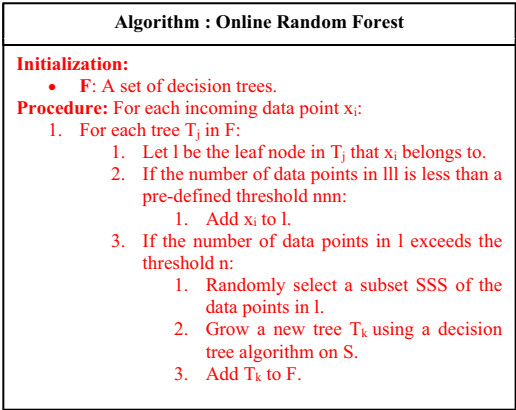 Algorithm : Online Random Forest
Initialization:
• F: A set of decision trees.
Procedure: For each incoming data point xᵢ:
1. For each tree Tⱼ in F:
1. Let l be the leaf node in Tⱼ that xᵢ belongs to.
2. If the number of data points in lll is less than a
pre-defined threshold nnn:
1. Add xᵢ to l.
3. If the number of data points in l exceeds the
threshold n:
1. Randomly select a subset SSS of the
data points in l.
2. Grow a new tree Tₖ using a decision
tree algorithm on S.
3. Add Tₖ to F.